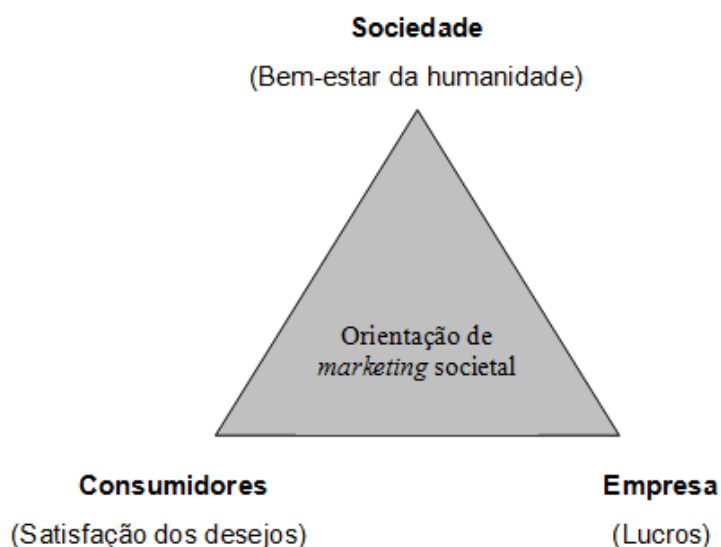 Sociedade
(Bem-estar da humanidade)
Orientação de
marketing societal
Consumidores
Empresa
(Satisfação dos desejos)
(Lucros)